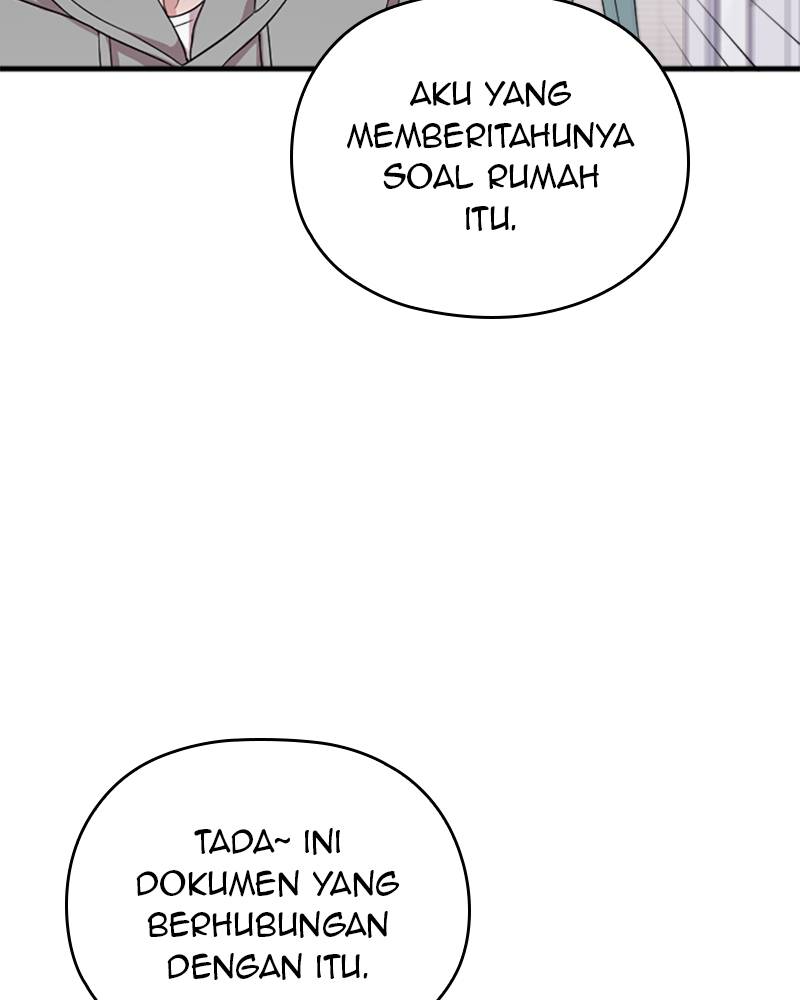 AKU YANG
MEMBERITAHUNYA
SOAL RUMAH
ITU.
TADA~ INI
DOKUMEN YANG
BERHUBUNGAN
DENGAN ITU.